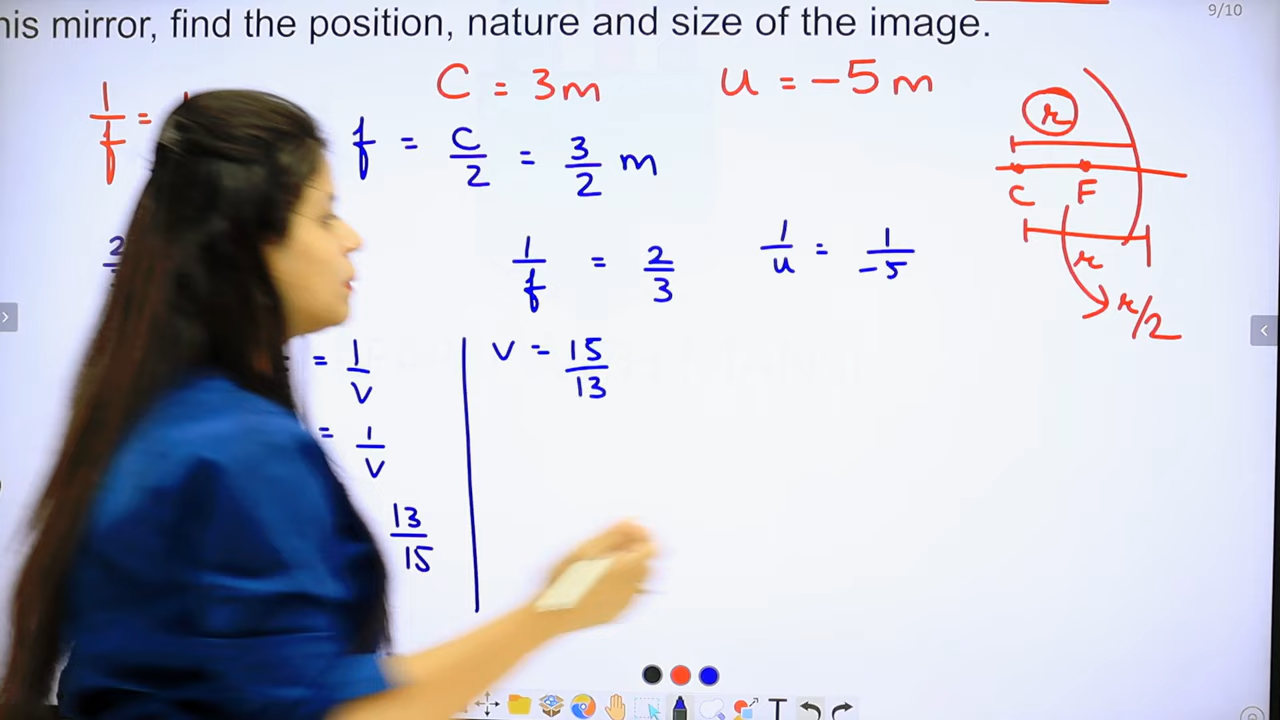 9/10
his mirror, find the position, nature and size of the image.
1/f = C = 3m u = -5m
f = C/2 = 3/2 m
r
C F
1/f = 2/3 1/u = 1/-5
r
r/2
= 1/v v = 15/13
= 1/v
13/15
T